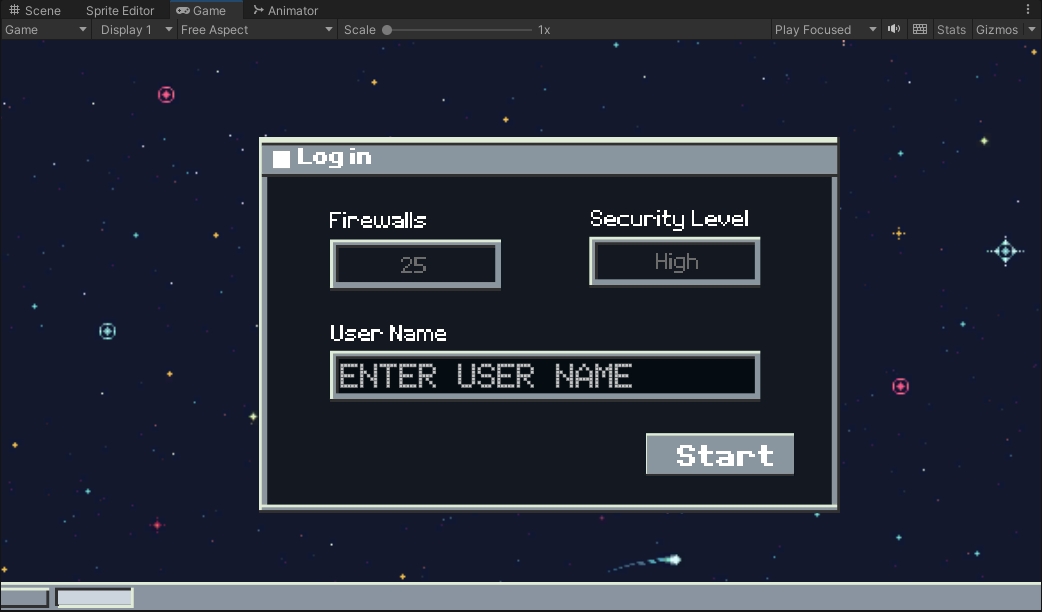 Scene Sprite Editor Game Animator
Game Display 1 Free Aspect Scale 1x Play Focused Stats Gizmos
Log in
Firewalls Security Level
25 High
User Name
ENTER USER NAME
Start